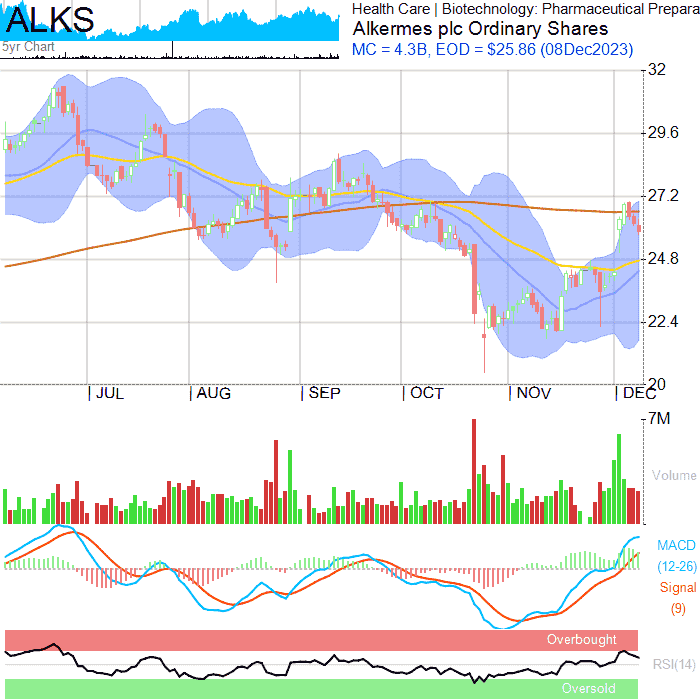 ALKS
Health Care | Biotechnology: Pharmaceutical Prepara
Alkermes plc Ordinary Shares
5yr Chart
MC = 4.3B, EOD = $25.86 (08Dec2023)
32
29.6
27.2
24.8
22.4
20
JUL AUG SEP OCT NOV DEC
7M
Volume
MACD
(12-26)
Signal
(9)
Overbought
RSI(14)
Oversold